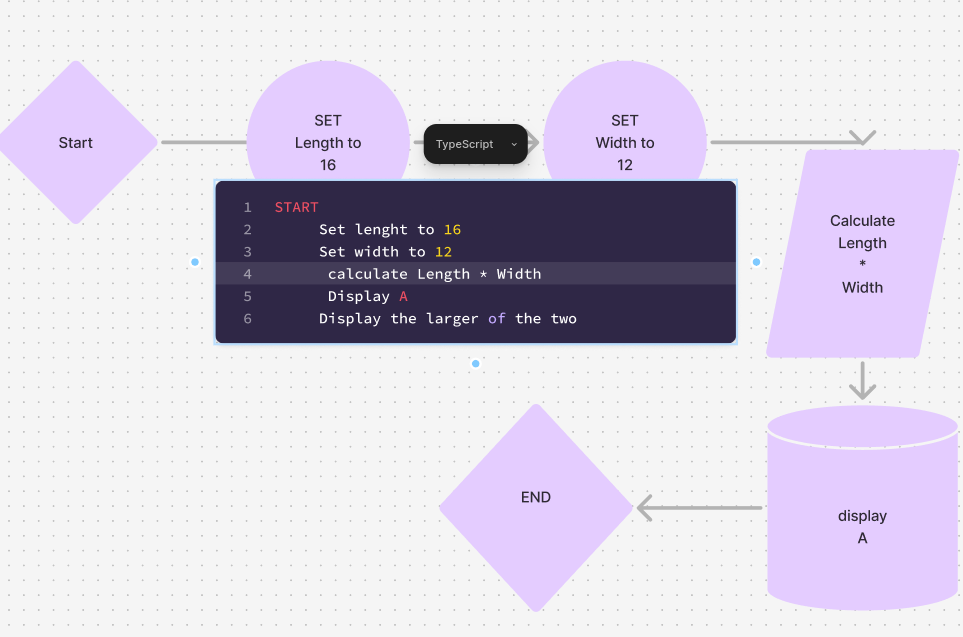 Start
SET
Length to
16
TypeScript
SET
Width to
12
Calculate
Length
*
Width
1 START
2 Set lenght to 16
3 Set width to 12
4 calculate Length * Width
5 Display A
6 Display the larger of the two
END
display
A